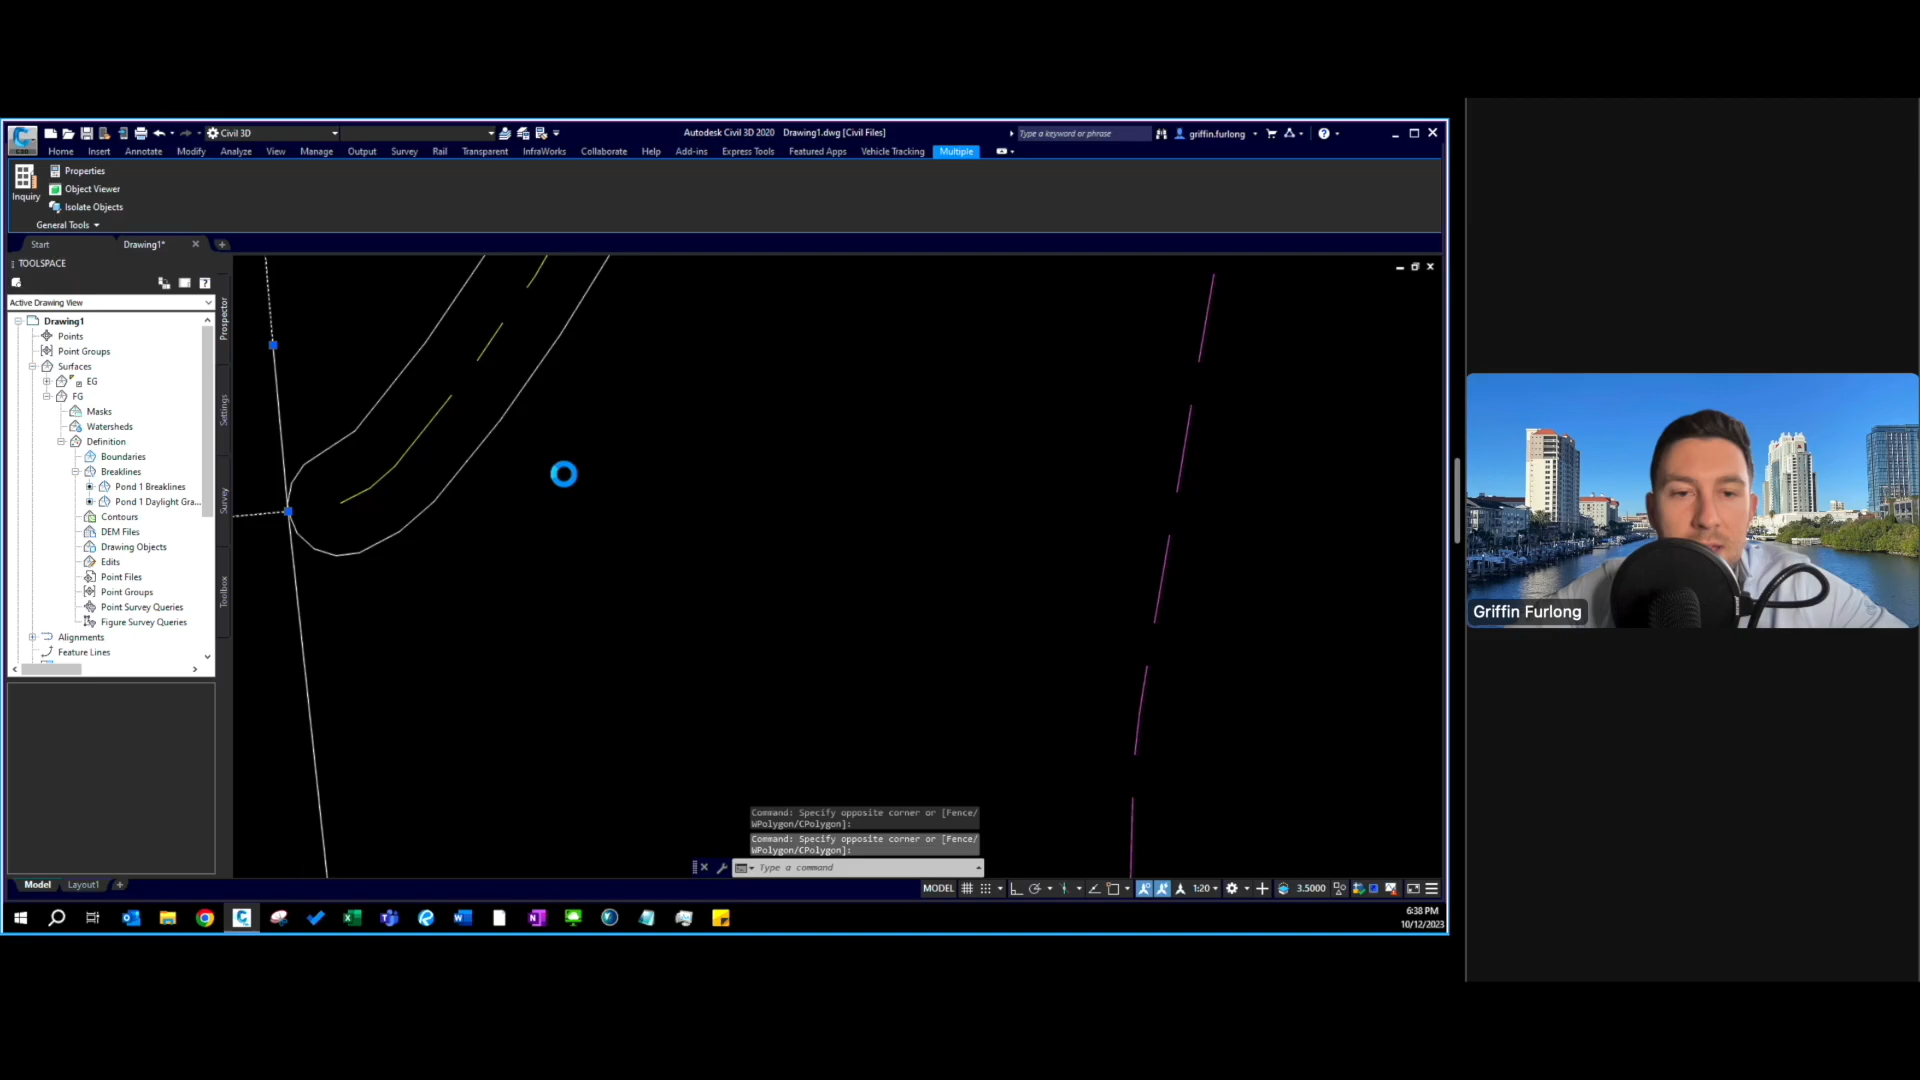 Civil 3D
Autodesk Civil 3D 2020 Drawing1.dwg [Civil Files]
Type a keyword or phrase
griffin.furlong
Home Insert Annotate Modify Analyze View Manage Output Survey Rail Transparent InfraWorks Collaborate Help Add-ins Express Tools Featured Apps Vehicle Tracking Multiple
Inquiry
Properties
Object Viewer
Isolate Objects
General Tools
Start
Drawing1*
TOOLSPACE
Active Drawing View
Drawing1
Points
Point Groups
Surfaces
EG
FG
Masks
Watersheds
Definition
Boundaries
Breaklines
Pond 1 Breaklines
Pond 1 Daylight Gra...
Contours
DEM Files
Drawing Objects
Edits
Point Files
Point Groups
Point Survey Queries
Figure Survey Queries
Alignments
Feature Lines
Prospector
Settings
Survey
Toolbox
Command: Specify opposite corner or [Fence/
WPolygon/CPolygon]:
Command: Specify opposite corner or [Fence/
WPolygon/CPolygon]:
Type a command
Model Layout1
MODEL
1:20
3.5000
6:38 PM
10/12/2023
Griffin Furlong